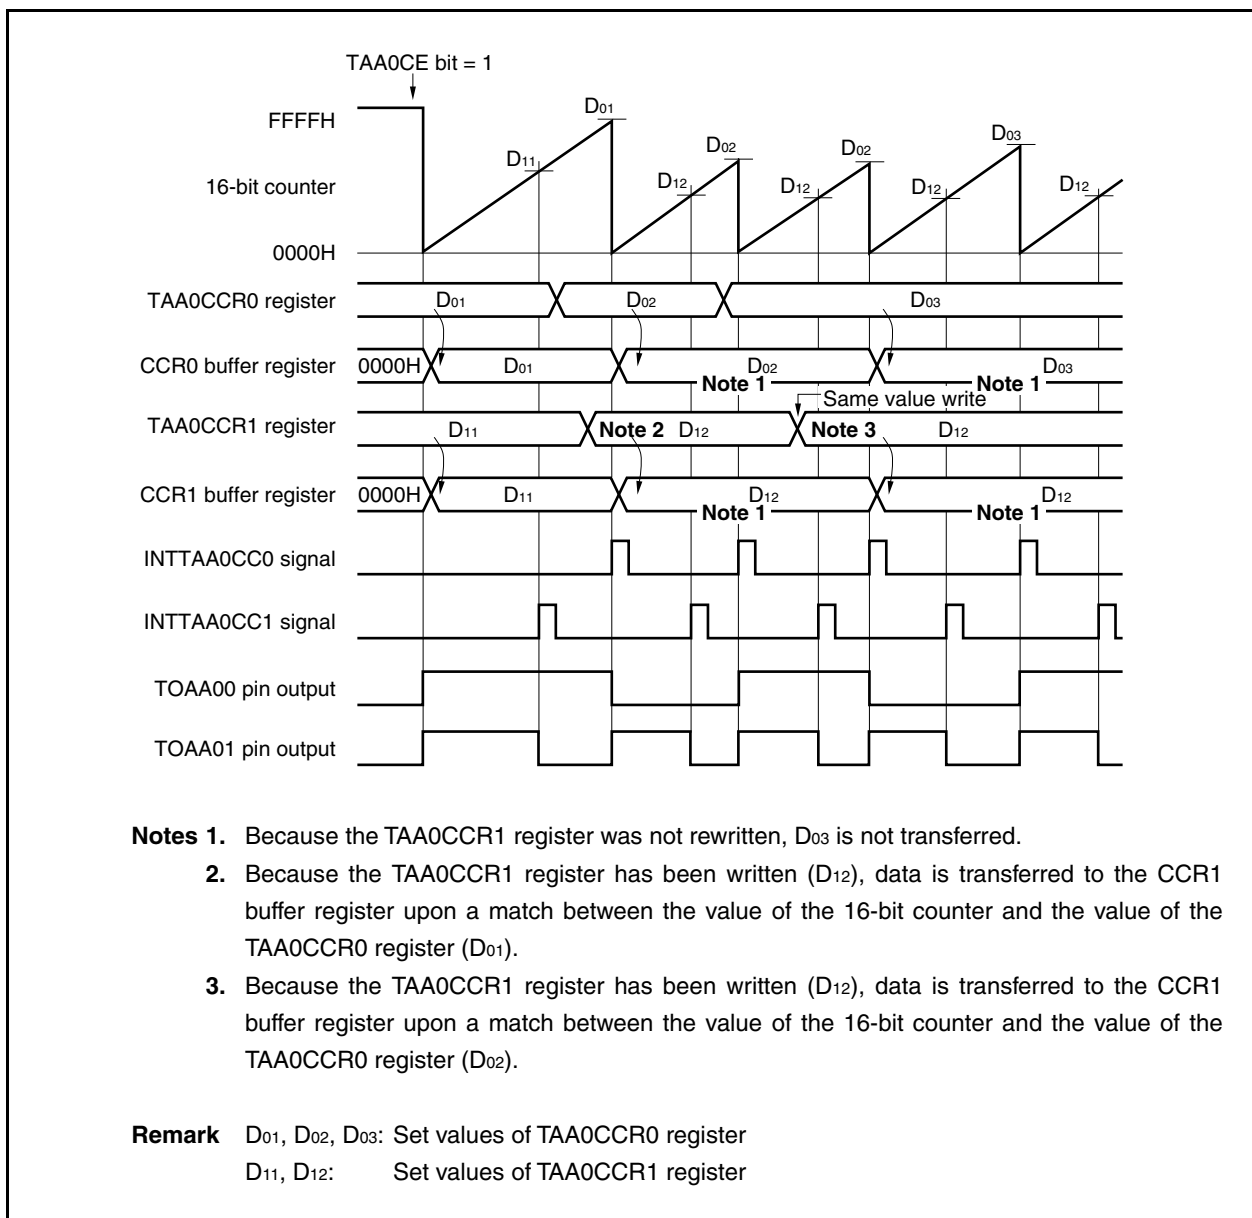 TAA0CE bit = 1
FFFFH
D01
D11
D02
D12
D02
D12
D03
D12
D12
16-bit counter
0000H
TAA0CCR0 register
D01
D02
D03
CCR0 buffer register
0000H
D01
D02
Note 1
D03
Note 1
Same value write
TAA0CCR1 register
D11
Note 2
D12
Note 3
D12
CCR1 buffer register
0000H
D11
D12
Note 1
D12
Note 1
INTTAA0CC0 signal
INTTAA0CC1 signal
TOAA00 pin output
TOAA01 pin output
Notes 1. Because the TAA0CCR1 register was not rewritten, D03 is not transferred.
2. Because the TAA0CCR1 register has been written (D12), data is transferred to the CCR1
buffer register upon a match between the value of the 16-bit counter and the value of the
TAA0CCR0 register (D01).
3. Because the TAA0CCR1 register has been written (D12), data is transferred to the CCR1
buffer register upon a match between the value of the 16-bit counter and the value of the
TAA0CCR0 register (D02).
Remark D01, D02, D03: Set values of TAA0CCR0 register
D11, D12: Set values of TAA0CCR1 register